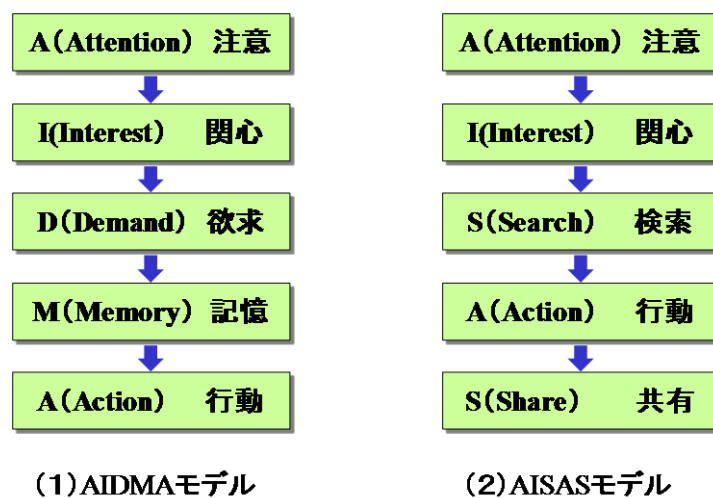 A(Attention) 注意
I(Interest) 関心
D(Demand) 欲求
M(Memory) 記憶
A(Action) 行動
(1)AIDMAモデル
A(Attention) 注意
I(Interest) 関心
S(Search) 検索
A(Action) 行動
S(Share) 共有
(2)AISASモデル